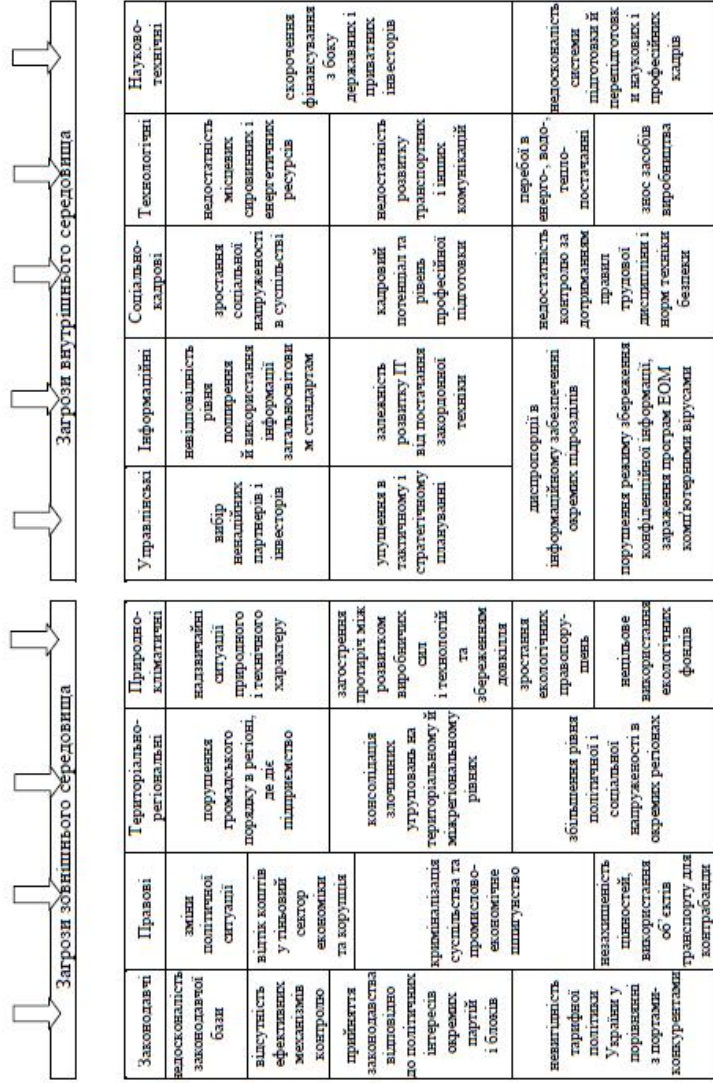 Загрози зовнішнього середовища
Законодавчі
недосконалість
законодавчої
бази
відсутність
ефективних
механізмів
контролю
прийняття
законодавства
відповідно
до політичних
інтересів
окремих
партій
і блоків
невигідність
тарифної
політики
України у
порівнянні
з портами-
конкурентами
Правові
зміни
політичної
ситуації
відтік коштів
у тіньовий
сектор
економіки
та корупція
криміналізація
суспільства та
промислово-
економічне
шпигунство
незахищеність
цінностей,
використання
об'єктів
транспорту для
контрабанди
Територіально-
регіональні
порушення
громадського
порядку в регіоні,
де діє
підприємство
консолідація
злочинних
угруповань на
територіальному й
міжрегіональному
рівнях
збільшення рівня
політичної і
соціальної
напруженості в
окремих регіонах
Природно-
кліматичні
надзвичайні
ситуації
природного
і технічного
характеру
загострення
протиріч між
розвитком
виробничих
сил
і технологій
та
збереженням
довкілля
зростання
екологічних
правопору-
шень
нецільове
використання
екологічних
фондів
Загрози внутрішнього середовища
Управлінські
вибір
ненадійних
партнерів і
інвесторів
упущення в
тактичному і
стратегічному
плануванні
Інформаційні
невідповідність
рівня
поширення
й використання
інформації
загальносвітови
м стандартам
залежність
розвитку ІТ
від постачання
закордонної
техніки
диспропорції в
інформаційному забезпеченні
окремих підрозділів
порушення режиму збереження
конфіденційної інформації,
зараження програм ЕОМ
комп'ютерними вірусами
Соціально-
кадрові
зростання
соціальної
напруженості
в суспільстві
кадровий
потенціал та
рівень
професійної
підготовки
недостатність
контролю за
дотриманням
правил
трудової
дисципліни і
норм техніки
безпеки
Технологічні
недостатність
місцевих
сировинних і
енергетичних
ресурсів
недостатність
розвитку
транспортних
і інших
комунікацій
перебої в
енерго-, водо-,
тепло-
постачанні
знос засобів
виробництва
Науково-
технічні
скорочення
фінансування
з боку
державних і
приватних
інвесторів
недосконалість
системи
підготовки й
перепідготовк
и наукових і
професійних
кадрів